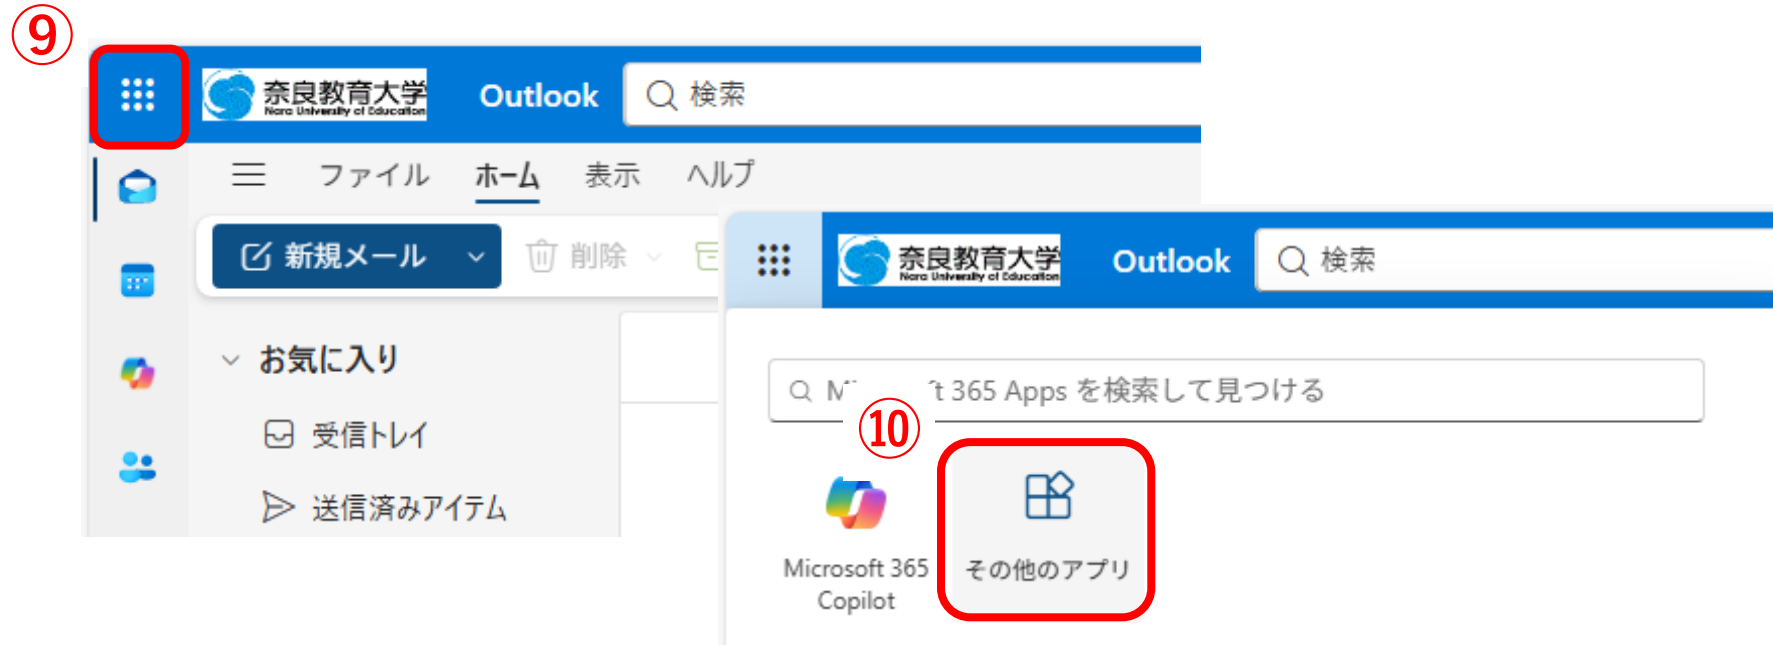 ⑨
奈良教育大学
Nara University of Education
Outlook
検索
ファイル ホーム 表示 ヘルプ
新規メール
削除
お気に入り
受信トレイ
送信済みアイテム
奈良教育大学
Nara University of Education
Outlook
検索
365 Apps を検索して見つける
⑩
Microsoft 365
Copilot
その他のアプリ